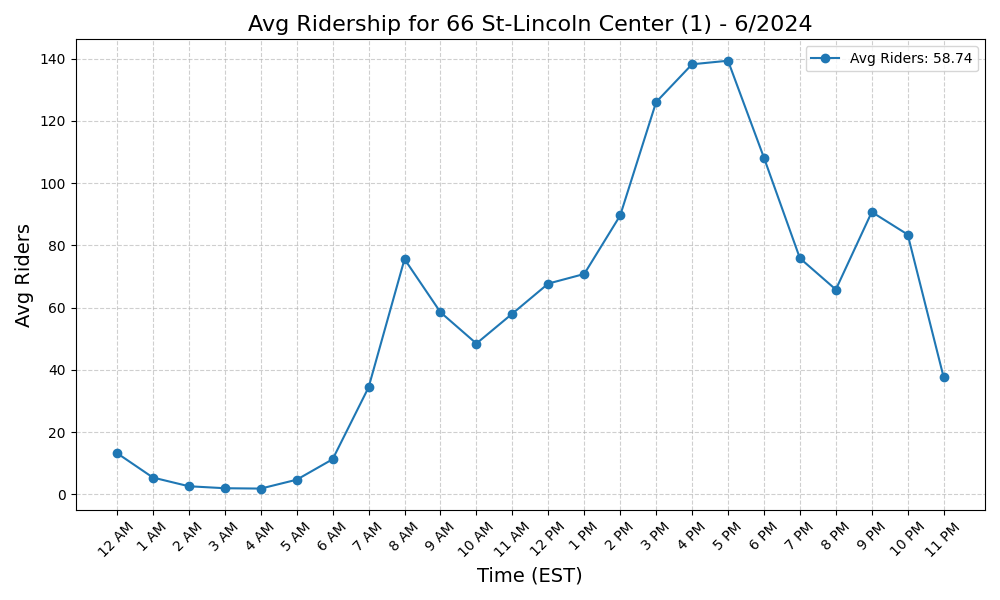 Avg Ridership for 66 St-Lincoln Center (1) - 6/2024
Avg Riders: 58.74
140
120
100
80
60
40
20
0
Avg Riders
12 AM
1 AM
2 AM
3 AM
4 AM
5 AM
6 AM
7 AM
8 AM
9 AM
10 AM
11 AM
12 PM
1 PM
2 PM
3 PM
4 PM
5 PM
6 PM
7 PM
8 PM
9 PM
10 PM
11 PM
Time (EST)